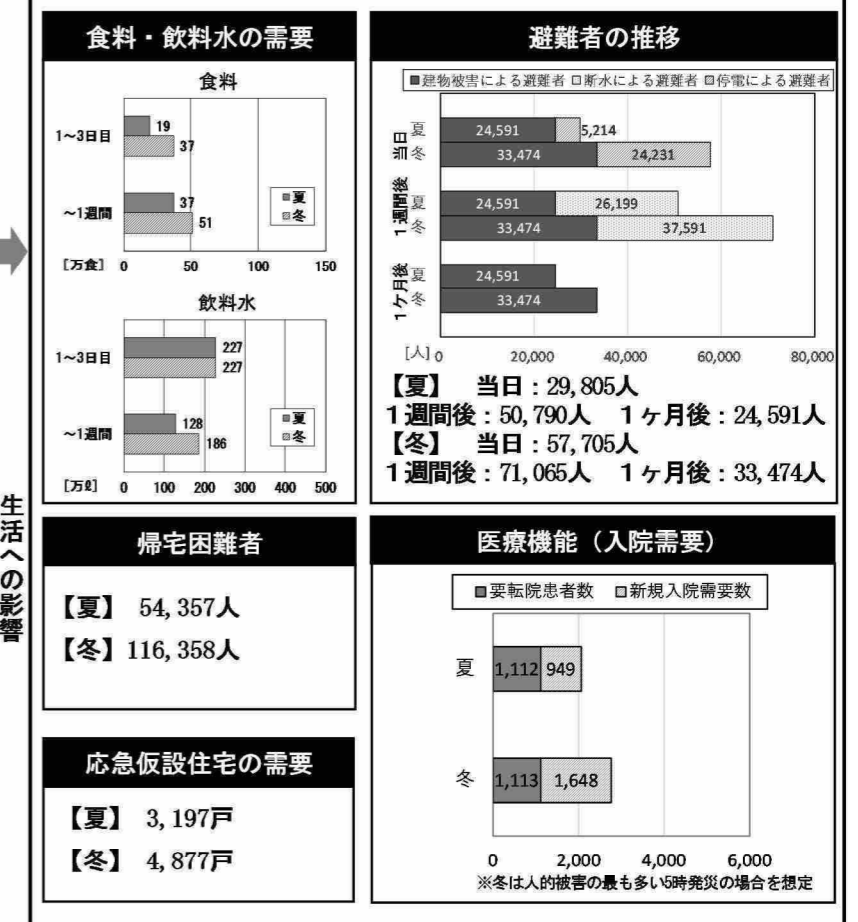 生活への影響
食料・飲料水の需要
食料
1～3日目
19
37
～1週間
37
51
■夏
□冬
[万食] 0 50 100 150
飲料水
1～3日目
227
227
～1週間
128
186
■夏
□冬
[万ℓ] 0 100 200 300 400 500
避難者の推移
■建物被害による避難者 □断水による避難者 □停電による避難者
当日
夏 24,591 5,214
冬 33,474 24,231
1週間後
夏 24,591 26,199
冬 33,474 37,591
1ケ月後
夏 24,591
冬 33,474
[人] 0 20,000 40,000 60,000 80,000
【夏】 当日：29,805人
1週間後：50,790人 1ヶ月後：24,591人
【冬】 当日：57,705人
1週間後：71,065人 1ヶ月後：33,474人
帰宅困難者
【夏】 54,357人
【冬】116,358人
応急仮設住宅の需要
【夏】 3,197戸
【冬】 4,877戸
医療機能（入院需要）
■要転院患者数 □新規入院需要数
夏 1,112 949
冬 1,113 1,648
0 2,000 4,000 6,000
※冬は人的被害の最も多い5時発災の場合を想定